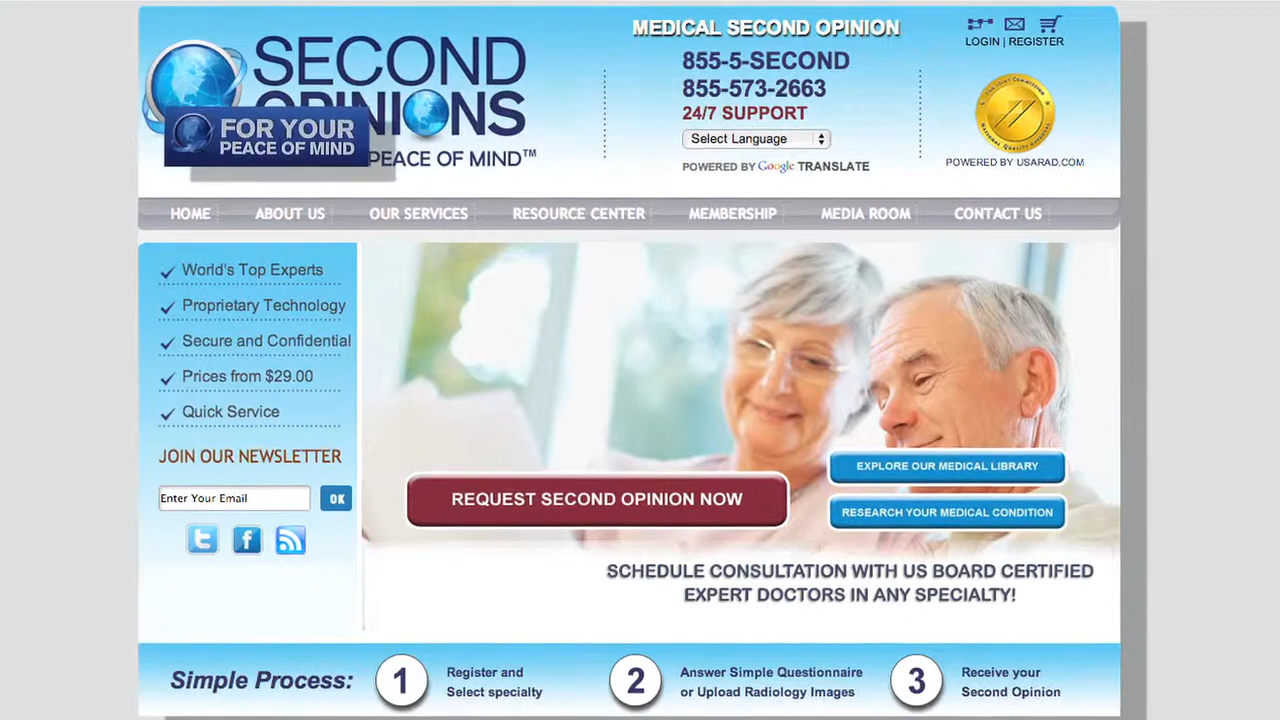 SECOND
OPINIONS
FOR YOUR
PEACE OF MIND
PEACE OF MIND™
MEDICAL SECOND OPINION
855-5-SECOND
855-573-2663
24/7 SUPPORT
Select Language
POWERED BY Google TRANSLATE
LOGIN | REGISTER
POWERED BY USARAD.COM
HOME
ABOUT US
OUR SERVICES
RESOURCE CENTER
MEMBERSHIP
MEDIA ROOM
CONTACT US
World's Top Experts
Proprietary Technology
Secure and Confidential
Prices from $29.00
Quick Service
JOIN OUR NEWSLETTER
Enter Your Email
OK
REQUEST SECOND OPINION NOW
EXPLORE OUR MEDICAL LIBRARY
RESEARCH YOUR MEDICAL CONDITION
SCHEDULE CONSULTATION WITH US BOARD CERTIFIED
EXPERT DOCTORS IN ANY SPECIALTY!
Simple Process:
1
Register and
Select specialty
2
Answer Simple Questionnaire
or Upload Radiology Images
3
Receive your
Second Opinion